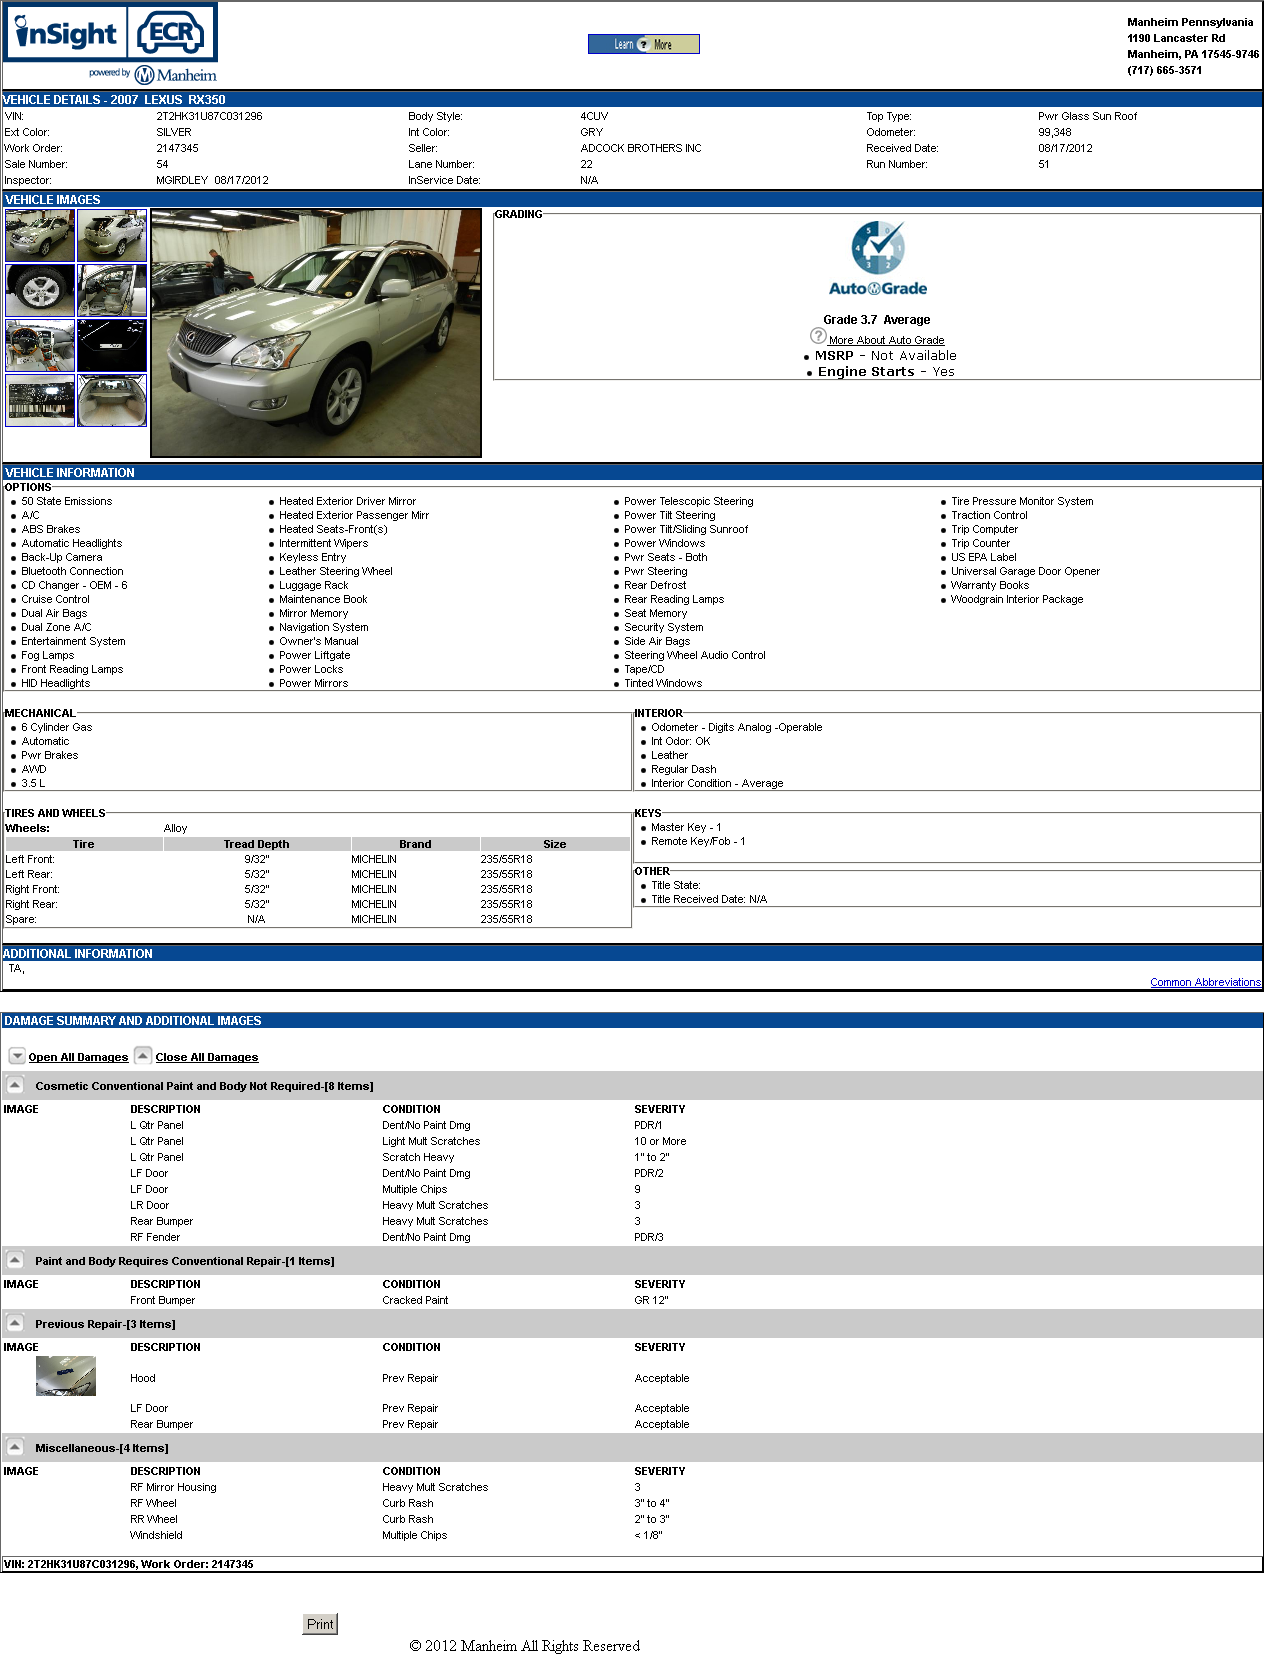 inSight ECR
powered by Manheim
Learn ? More
Manheim Pennsylvania
1190 Lancaster Rd
Manheim, PA 17545-9746
(717) 665-3571
VEHICLE DETAILS - 2007 LEXUS RX350
VIN: 2T2HK31U87C031296 Body Style: 4CUV Top Type: Pwr Glass Sun Roof
Ext Color: SILVER Int Color: GRY Odometer: 99,348
Work Order: 2147345 Seller: ADCOCK BROTHERS INC Received Date: 08/17/2012
Sale Number: 54 Lane Number: 22 Run Number: 51
Inspector: MGIRDLEY 08/17/2012 InService Date: N/A
VEHICLE IMAGES
GRADING
5 0 4 1 3 2
AutoGrade
Grade 3.7 Average
? More About Auto Grade
• MSRP - Not Available
• Engine Starts - Yes
VEHICLE INFORMATION
OPTIONS
• 50 State Emissions
• A/C
• ABS Brakes
• Automatic Headlights
• Back-Up Camera
• Bluetooth Connection
• CD Changer - OEM - 6
• Cruise Control
• Dual Air Bags
• Dual Zone A/C
• Entertainment System
• Fog Lamps
• Front Reading Lamps
• HID Headlights
• Heated Exterior Driver Mirror
• Heated Exterior Passenger Mirr
• Heated Seats-Front(s)
• Intermittent Wipers
• Keyless Entry
• Leather Steering Wheel
• Luggage Rack
• Maintenance Book
• Mirror Memory
• Navigation System
• Owner's Manual
• Power Liftgate
• Power Locks
• Power Mirrors
• Power Telescopic Steering
• Power Tilt Steering
• Power Tilt/Sliding Sunroof
• Power Windows
• Pwr Seats - Both
• Pwr Steering
• Rear Defrost
• Rear Reading Lamps
• Seat Memory
• Security System
• Side Air Bags
• Steering Wheel Audio Control
• Tape/CD
• Tinted Windows
• Tire Pressure Monitor System
• Traction Control
• Trip Computer
• Trip Counter
• US EPA Label
• Universal Garage Door Opener
• Warranty Books
• Woodgrain Interior Package
MECHANICAL
• 6 Cylinder Gas
• Automatic
• Pwr Brakes
• AWD
• 3.5 L
INTERIOR
• Odometer - Digits Analog -Operable
• Int Odor: OK
• Leather
• Regular Dash
• Interior Condition - Average
TIRES AND WHEELS
Wheels: Alloy
Tire Tread Depth Brand Size
Left Front: 9/32" MICHELIN 235/55R18
Left Rear: 5/32" MICHELIN 235/55R18
Right Front: 5/32" MICHELIN 235/55R18
Right Rear: 5/32" MICHELIN 235/55R18
Spare: N/A MICHELIN 235/55R18
KEYS
• Master Key - 1
• Remote Key/Fob - 1
OTHER
• Title State:
• Title Received Date: N/A
ADDITIONAL INFORMATION
TA,
Common Abbreviations
DAMAGE SUMMARY AND ADDITIONAL IMAGES
Open All Damages Close All Damages
Cosmetic Conventional Paint and Body Not Required-[8 Items]
IMAGE DESCRIPTION CONDITION SEVERITY
L Qtr Panel Dent/No Paint Dmg PDR/1
L Qtr Panel Light Mult Scratches 10 or More
L Qtr Panel Scratch Heavy 1" to 2"
LF Door Dent/No Paint Dmg PDR/2
LF Door Multiple Chips 9
LR Door Heavy Mult Scratches 3
Rear Bumper Heavy Mult Scratches 3
RF Fender Dent/No Paint Dmg PDR/3
Paint and Body Requires Conventional Repair-[1 Items]
IMAGE DESCRIPTION CONDITION SEVERITY
Front Bumper Cracked Paint GR 12"
Previous Repair-[3 Items]
IMAGE DESCRIPTION CONDITION SEVERITY
Hood Prev Repair Acceptable
LF Door Prev Repair Acceptable
Rear Bumper Prev Repair Acceptable
Miscellaneous-[4 Items]
IMAGE DESCRIPTION CONDITION SEVERITY
RF Mirror Housing Heavy Mult Scratches 3
RF Wheel Curb Rash 3" to 4"
RR Wheel Curb Rash 2" to 3"
Windshield Multiple Chips < 1/8"
VIN: 2T2HK31U87C031296, Work Order: 2147345
Print
© 2012 Manheim All Rights Reserved